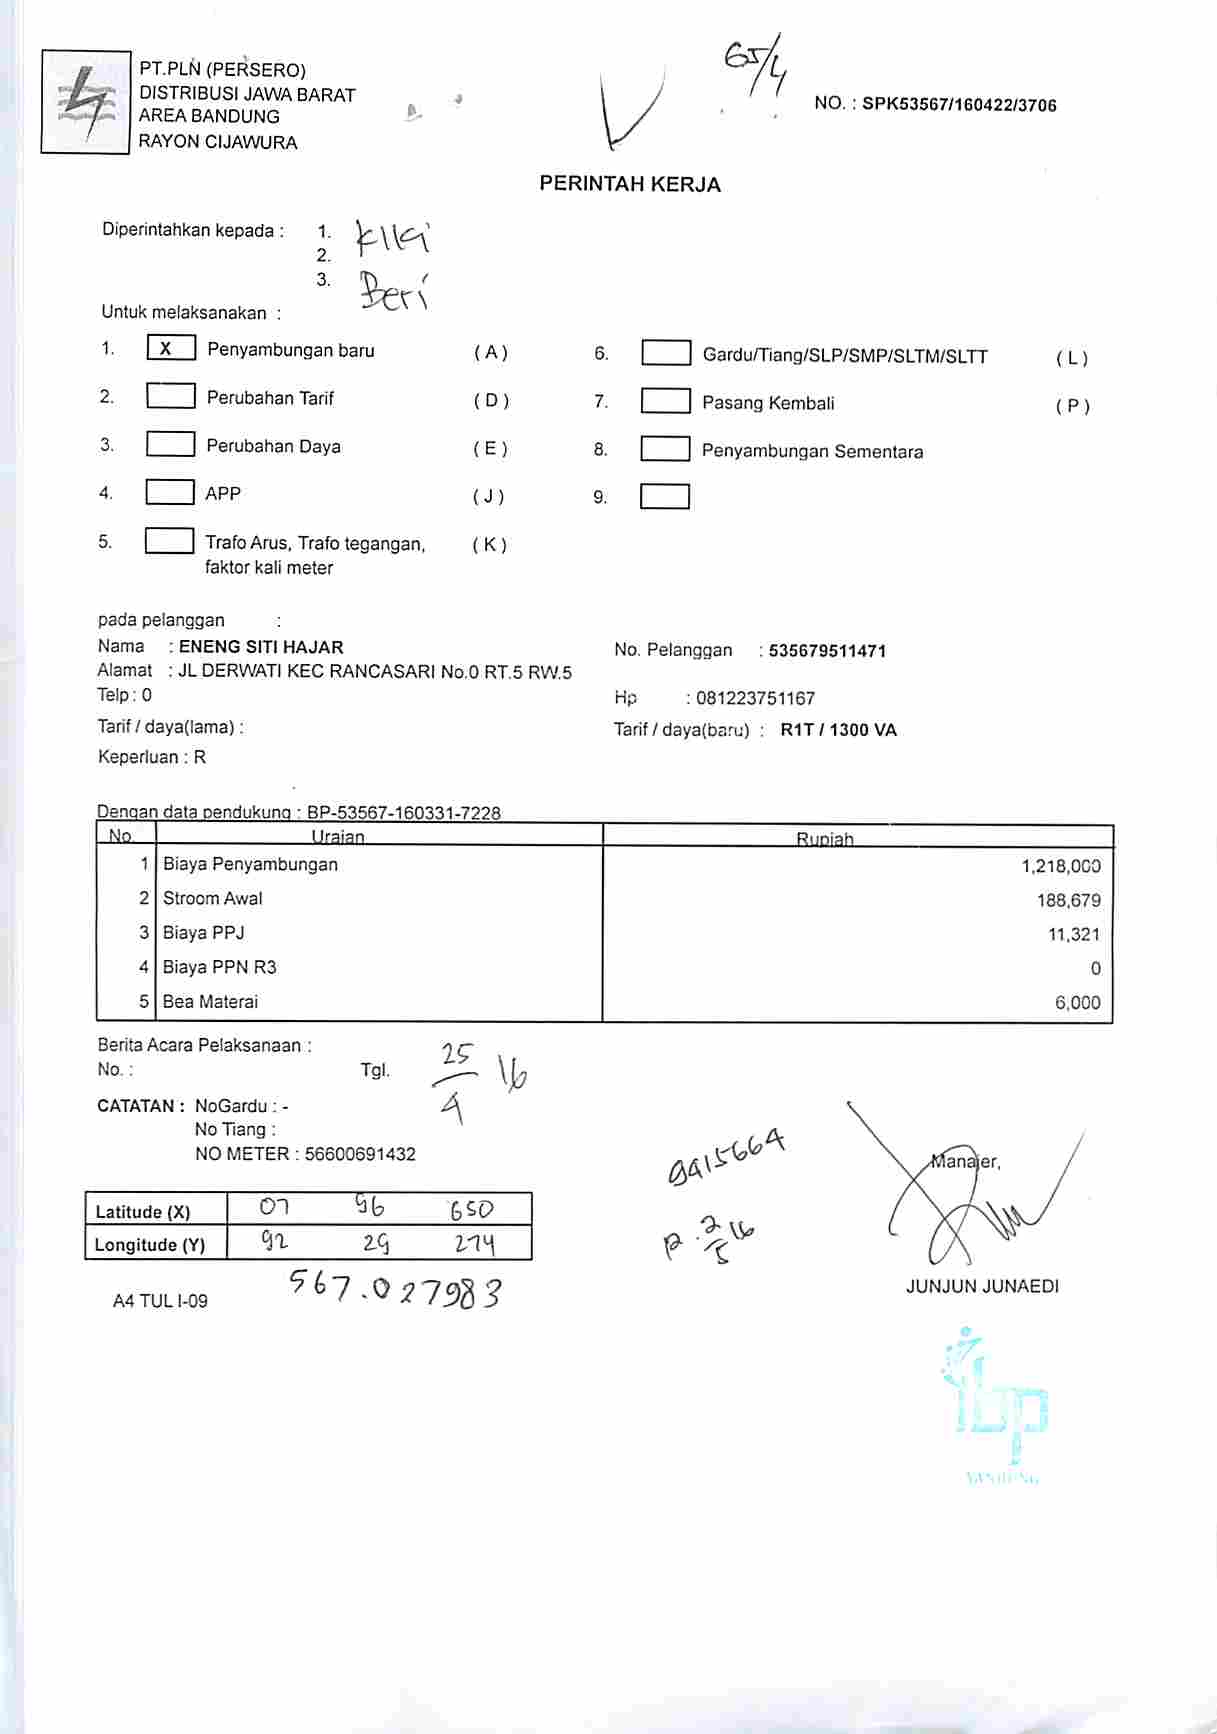 PT.PLN (PERSERO)
DISTRIBUSI JAWA BARAT
AREA BANDUNG
RAYON CIJAWURA
65/4
NO. : SPK53567/160422/3706
PERINTAH KERJA
Diperintahkan kepada : 1. Kiki
2.
3. Beri
Untuk melaksanakan :
1. X Penyambungan baru ( A )
6. Gardu/Tiang/SLP/SMP/SLTM/SLTT ( L )
2. Perubahan Tarif ( D )
7. Pasang Kembali ( P )
3. Perubahan Daya ( E )
8. Penyambungan Sementara
4. APP ( J )
9.
5. Trafo Arus, Trafo tegangan, ( K )
faktor kali meter
pada pelanggan :
Nama : ENENG SITI HAJAR
No. Pelanggan : 535679511471
Alamat : JL DERWATI KEC RANCASARI No.0 RT.5 RW.5
Telp : 0
Hp : 081223751167
Tarif / daya(lama) :
Tarif / daya(baru) : R1T / 1300 VA
Keperluan : R
Dengan data pendukung : BP-53567-160331-7228
No. Uraian Rupiah
1 Biaya Penyambungan 1,218,000
2 Stroom Awal 188,679
3 Biaya PPJ 11,321
4 Biaya PPN R3 0
5 Bea Materai 6,000
Berita Acara Pelaksanaan :
No. : Tgl. 25/4 16
CATATAN : NoGardu : -
No Tiang :
NO METER : 56600691432
9415664
Manajer,
Latitude (X) 07 96 650
Longitude (Y) 92 29 274
2/5 16
567.027983
JUNJUN JUNAEDI
A4 TUL I-09
ibp
BANDUNG